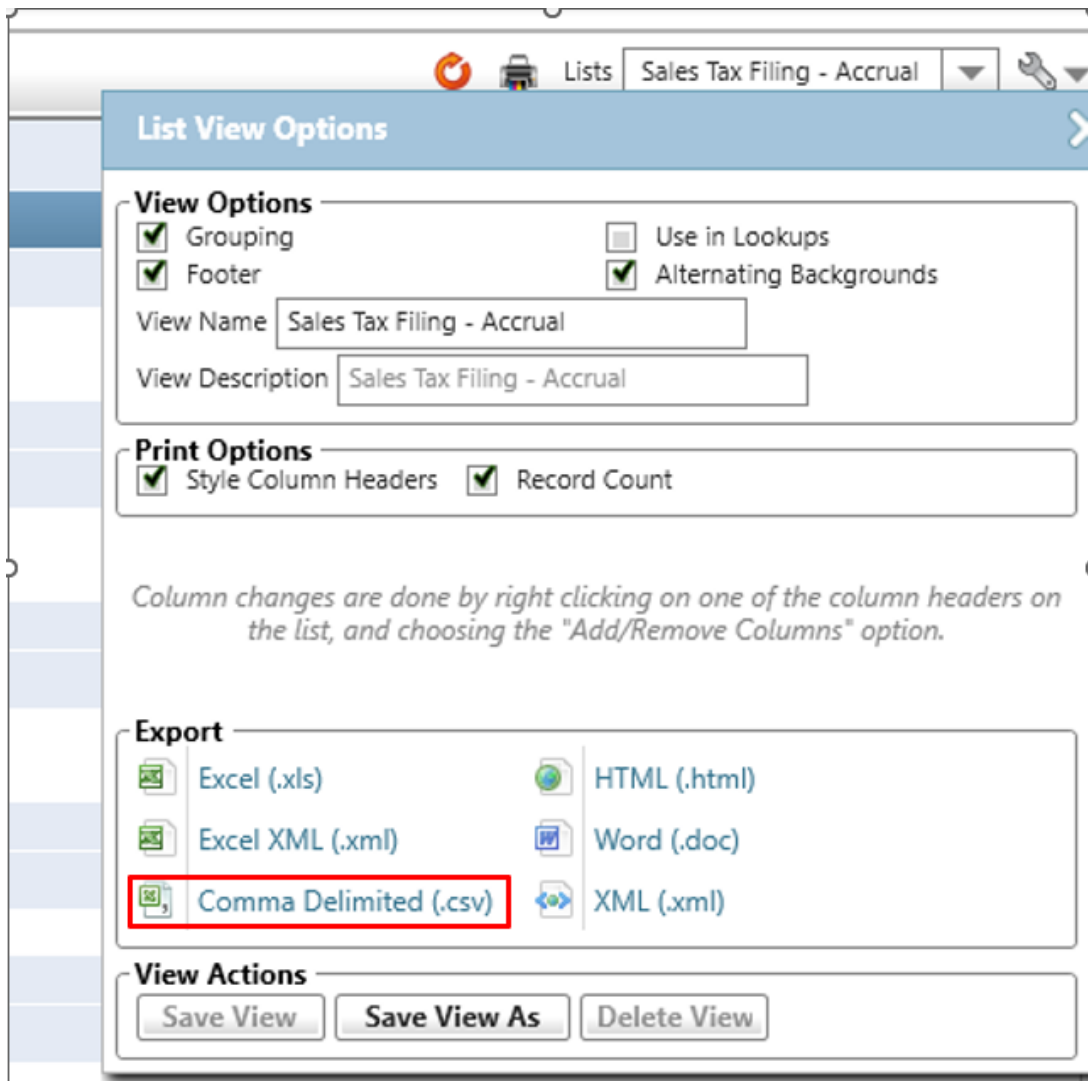 Lists Sales Tax Filing - Accrual
List View Options
View Options
Grouping Use in Lookups
Footer Alternating Backgrounds
View Name Sales Tax Filing - Accrual
View Description Sales Tax Filing - Accrual
Print Options
Style Column Headers Record Count
Column changes are done by right clicking on one of the column headers on
the list, and choosing the "Add/Remove Columns" option.
Export
Excel (.xls) HTML (.html)
Excel XML (.xml) Word (.doc)
Comma Delimited (.csv) XML (.xml)
View Actions
Save View Save View As Delete View